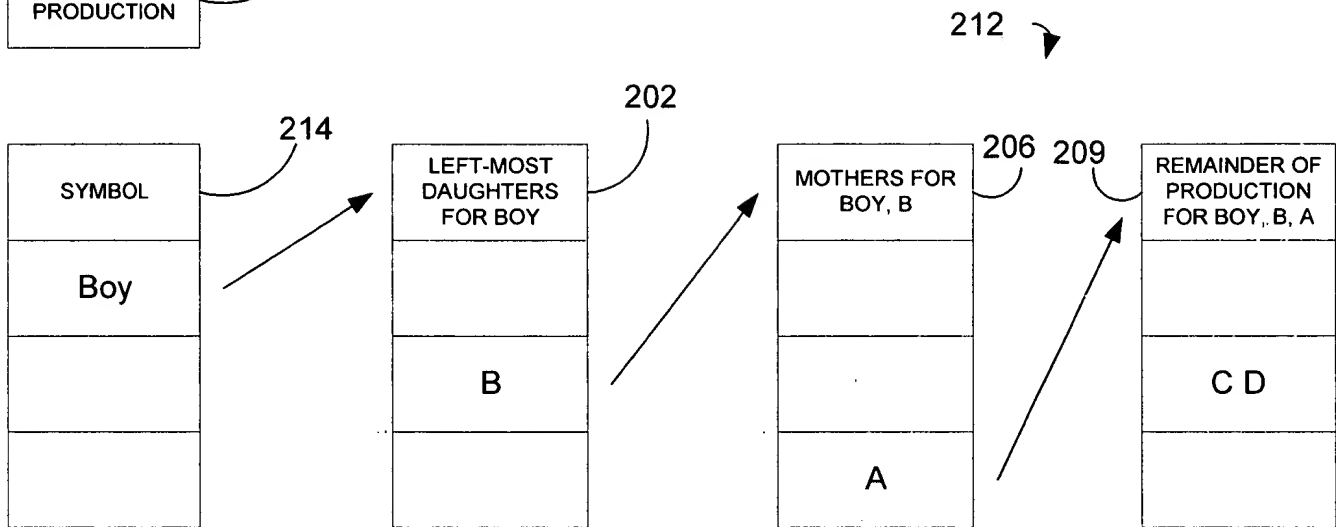 PRODUCTION
212
202
214
206 209
SYMBOL
LEFT-MOST
DAUGHTERS
FOR BOY
MOTHERS FOR
BOY, B
REMAINDER OF
PRODUCTION
FOR BOY, B, A
Boy
B
C D
A